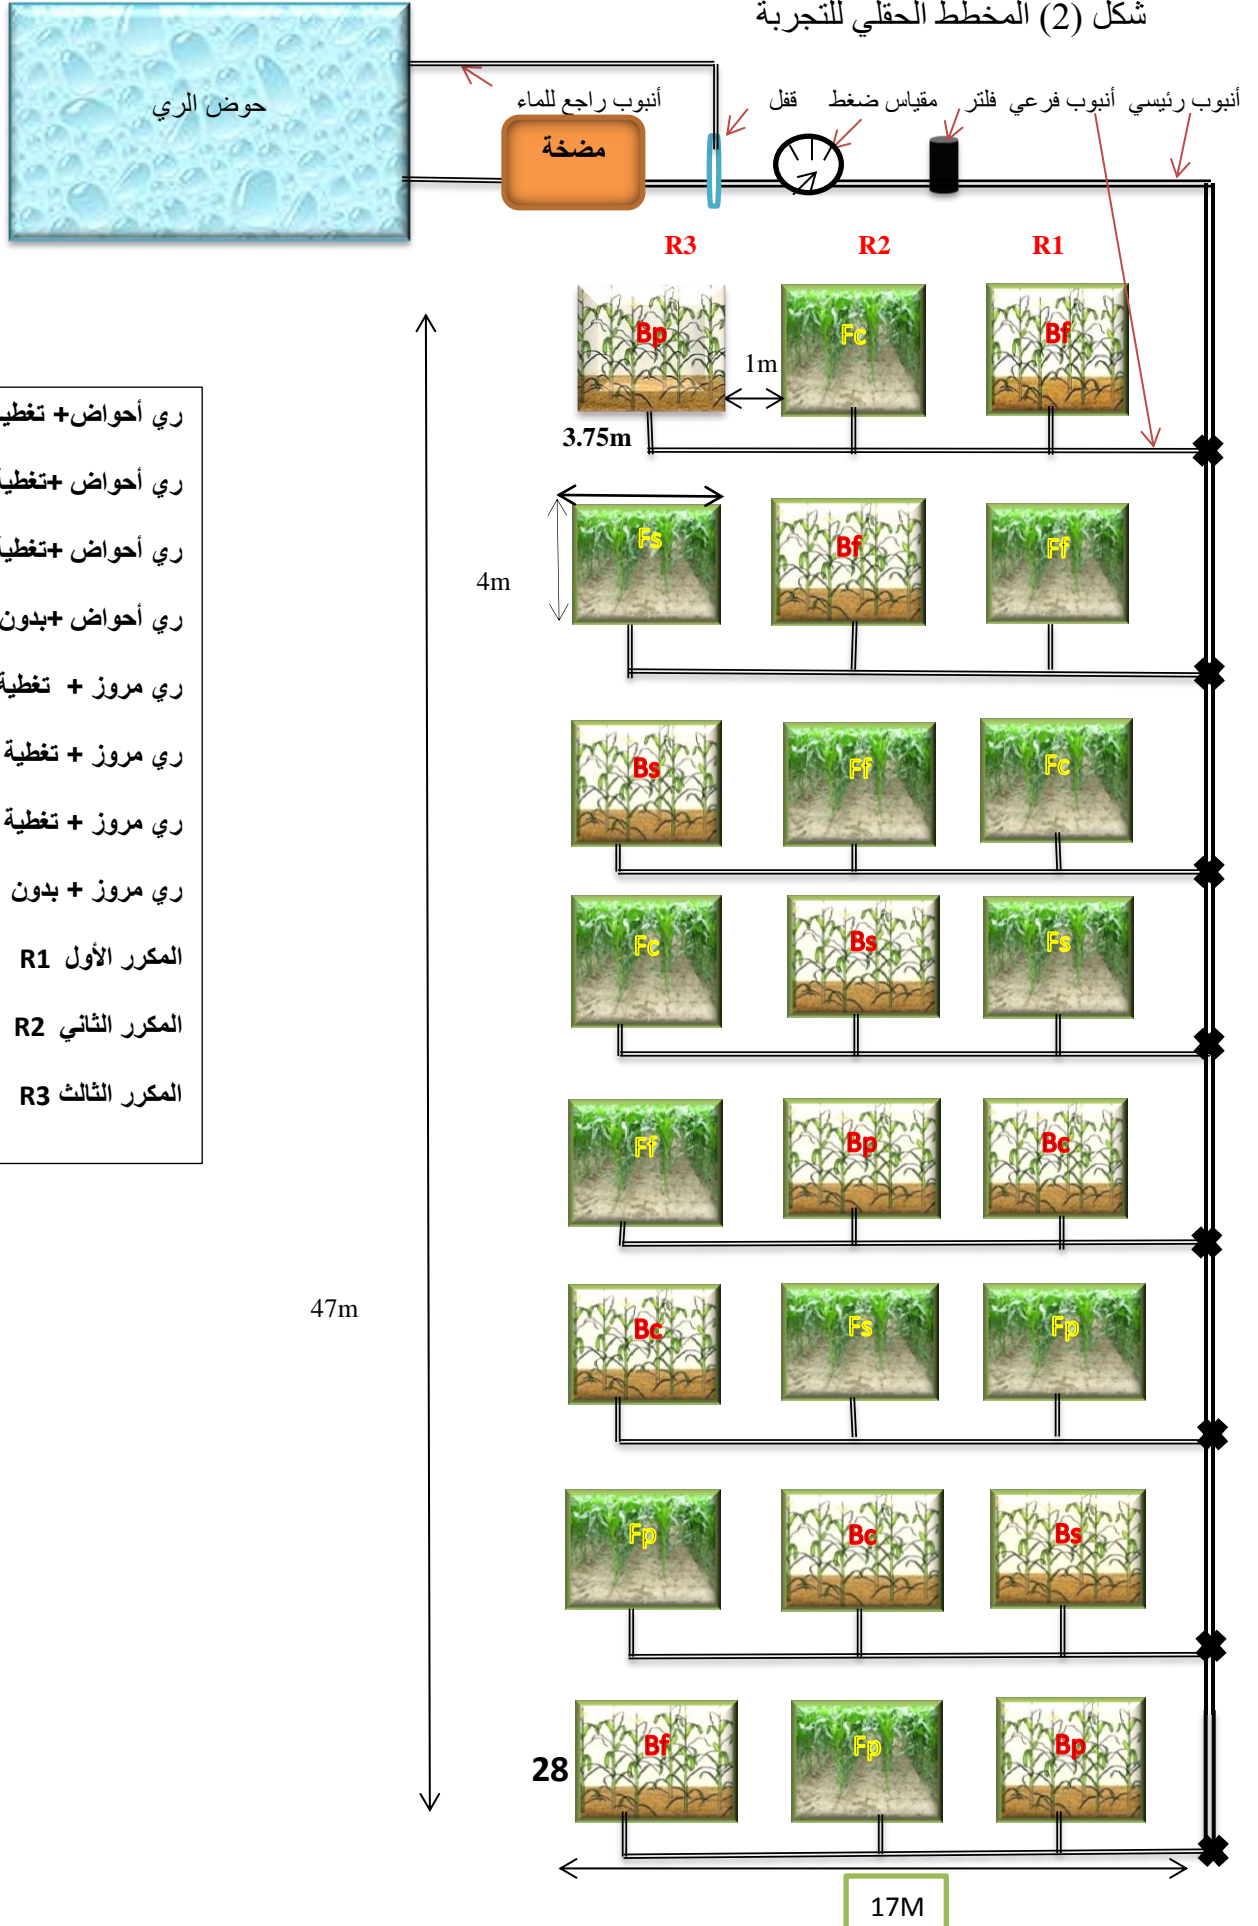 شكل (2) المخطط الحقلي للتجربة
أنبوب رئيسي
أنبوب فرعي
فلتر
مقياس ضغط
قفل
أنبوب راجع للماء
حوض الري
مضخة
R3 R2 R1
Bp Fc Bf
1m
3.75m
Fs Bf Ff
4m
Bs Ff Fc
Fc Bs Fs
Ff Bp Bc
Bc Fs Fp
47m
Fp Bc Bs
Bf Fp Bp
28
17M
ري أحواض+
ري أحواض +تغطية
ري أحواض +تغطية
ري أحواض +بدون
ري مروز + تغطية
ري مروز + تغطية
ري مروز + تغطية
ري مروز + بدون
المكرر الأول R1
المكرر الثاني R2
المكرر الثالث R3